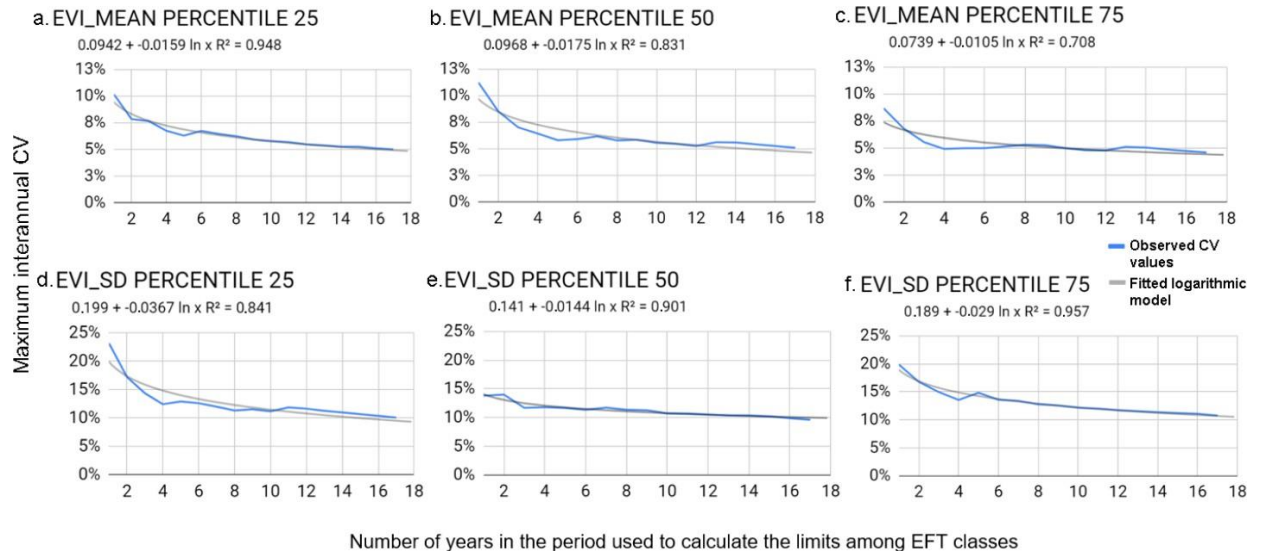 a. EVI_MEAN PERCENTILE 25
0.0942 + -0.0159 ln x R² = 0.948
13%
10%
8%
5%
3%
0%
2 4 6 8 10 12 14 16 18
b. EVI_MEAN PERCENTILE 50
0.0968 + -0.0175 ln x R² = 0.831
13%
10%
8%
5%
3%
0%
2 4 6 8 10 12 14 16 18
c. EVI_MEAN PERCENTILE 75
0.0739 + -0.0105 ln x R² = 0.708
13%
10%
8%
5%
3%
0%
2 4 6 8 10 12 14 16 18
Maximum interannual CV
Observed CV
values
Fitted logarithmic
model
d. EVI_SD PERCENTILE 25
0.199 + -0.0367 ln x R² = 0.841
25%
20%
15%
10%
5%
0%
2 4 6 8 10 12 14 16 18
e. EVI_SD PERCENTILE 50
0.141 + -0.0144 ln x R² = 0.901
25%
20%
15%
10%
5%
0%
2 4 6 8 10 12 14 16 18
f. EVI_SD PERCENTILE 75
0.189 + -0.029 ln x R² = 0.957
25%
20%
15%
10%
5%
0%
2 4 6 8 10 12 14 16 18
Number of years in the period used to calculate the limits among EFT classes